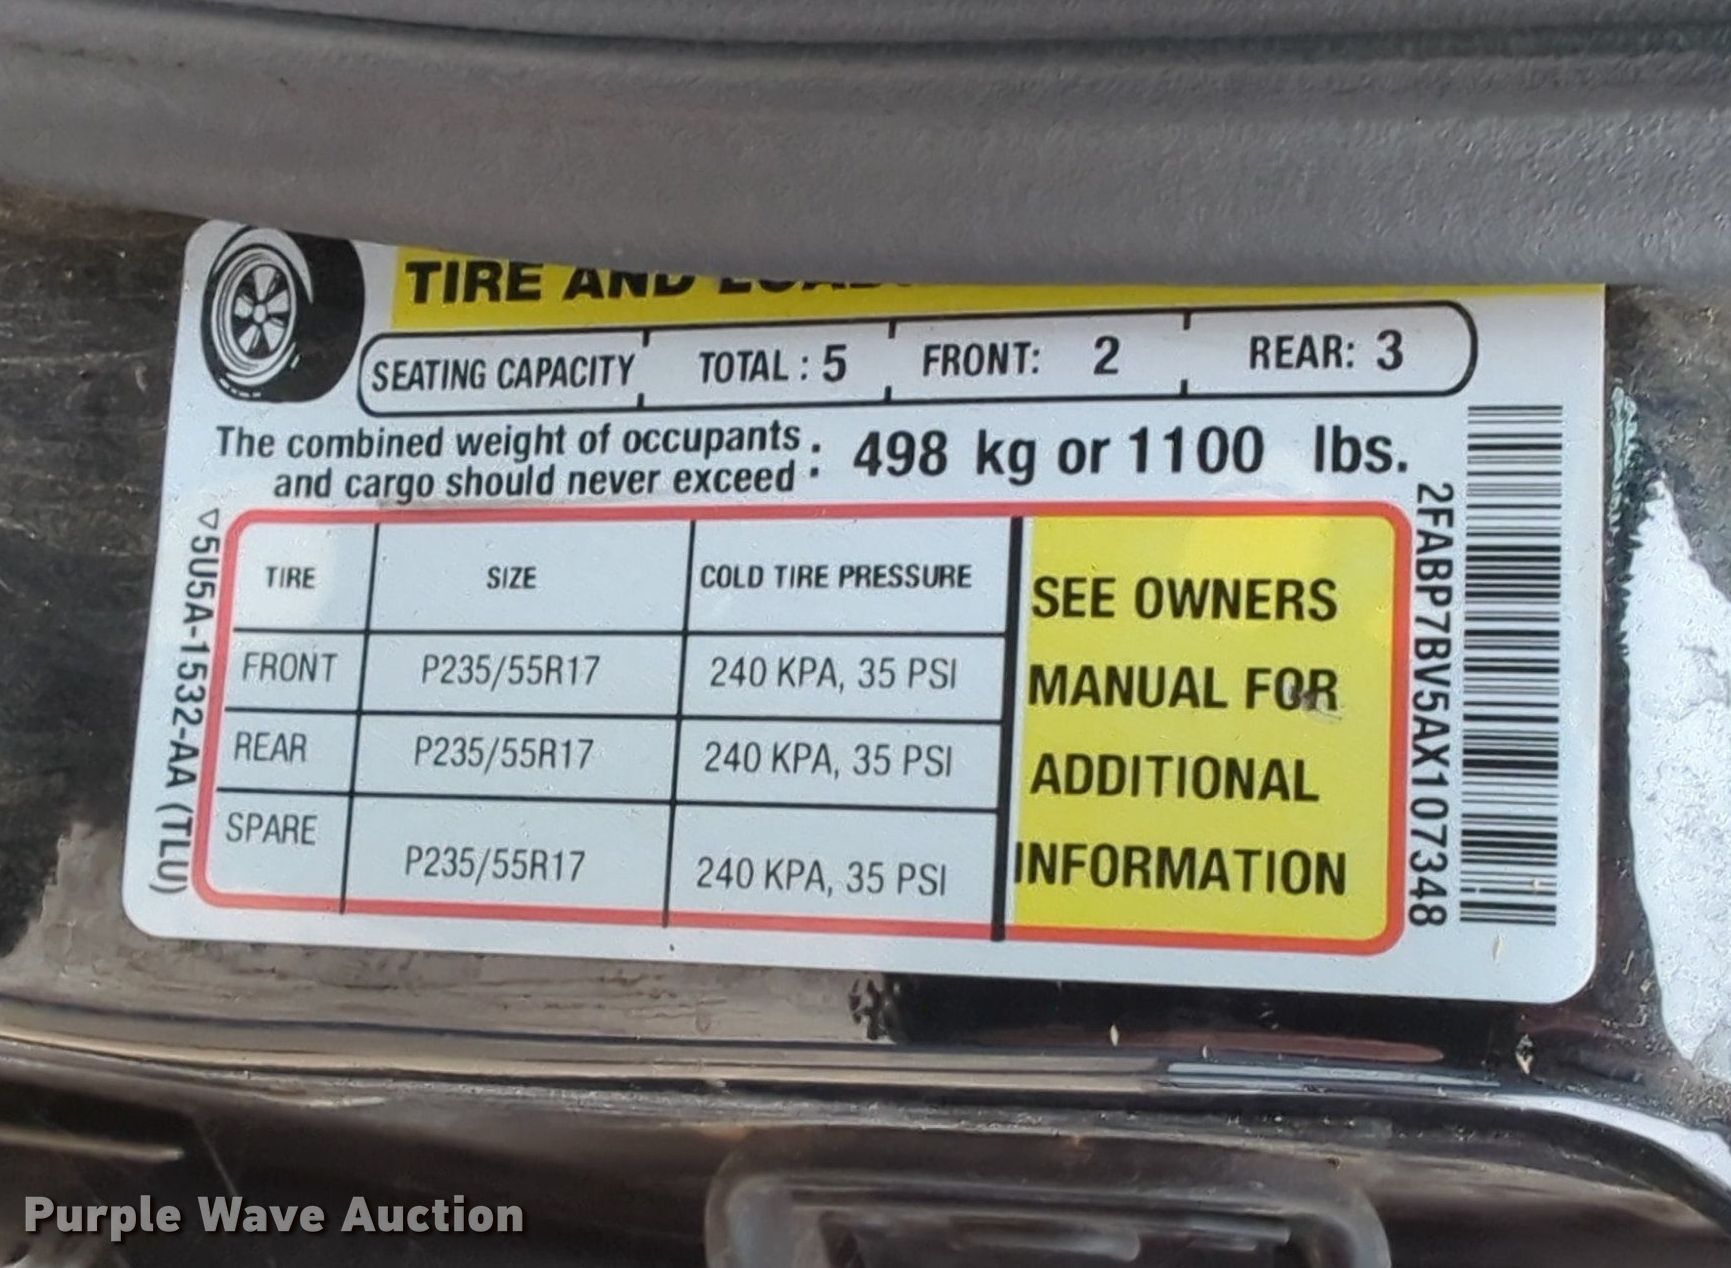 TIRE AND
SEATING CAPACITY TOTAL : 5 FRONT: 2 REAR: 3
The combined weight of occupants
and cargo should never exceed : 498 kg or 1100 lbs.
5U5A-1532-AA (TLU)
TIRE SIZE COLD TIRE PRESSURE
FRONT P235/55R17 240 KPA, 35 PSI
REAR P235/55R17 240 KPA, 35 PSI
SPARE P235/55R17 240 KPA, 35 PSI
SEE OWNERS
MANUAL FOR
ADDITIONAL
INFORMATION
2FABP7BV5AX107348
Purple Wave Auction